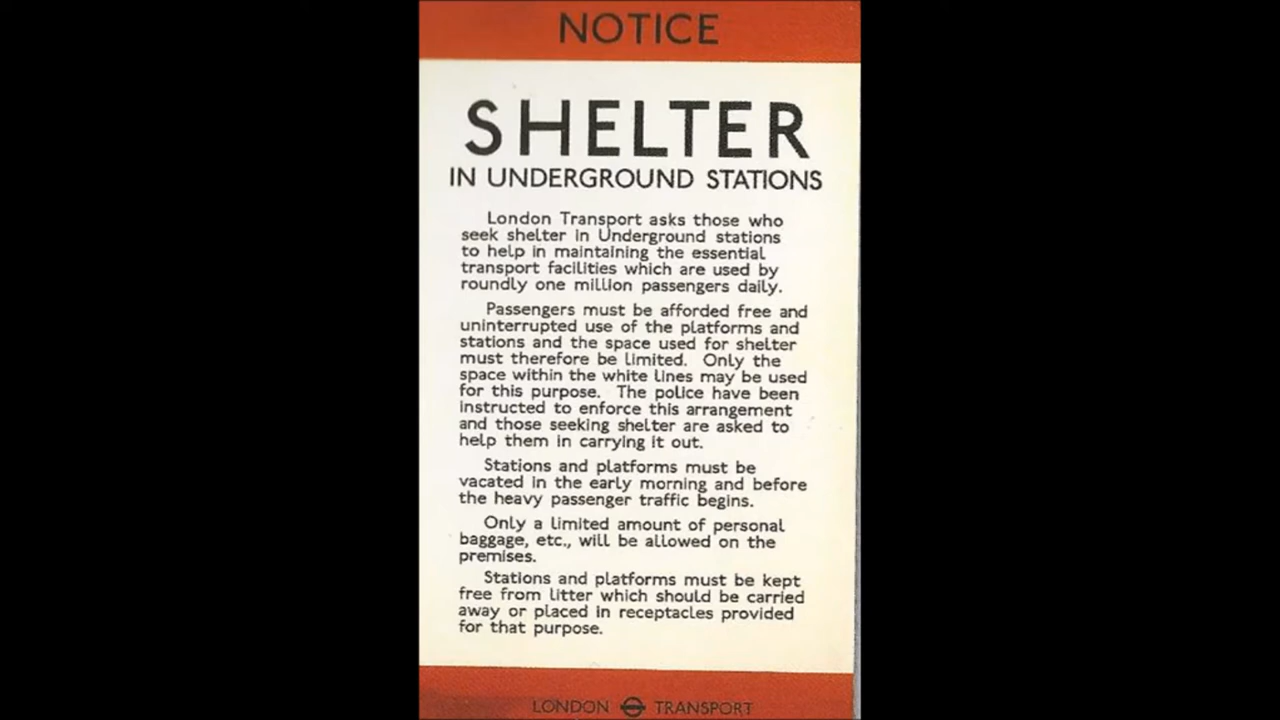 NOTICE
SHELTER
IN UNDERGROUND STATIONS
London Transport asks those who
seek shelter in Underground stations
to help in maintaining the essential
transport facilities which are used by
roundly one million passengers daily.
Passengers must be afforded free and
uninterrupted use of the platforms and
stations and the space used for shelter
must therefore be limited. Only the
space within the white lines may be used
for this purpose. The police have been
instructed to enforce this arrangement
and those seeking shelter are asked to
help them in carrying it out.
Stations and platforms must be
vacated in the early morning and before
the heavy passenger traffic begins.
Only a limited amount of personal
baggage, etc., will be allowed on the
premises.
Stations and platforms must be kept
free from litter which should be carried
away or placed in receptacles provided
for that purpose.
LONDON TRANSPORT